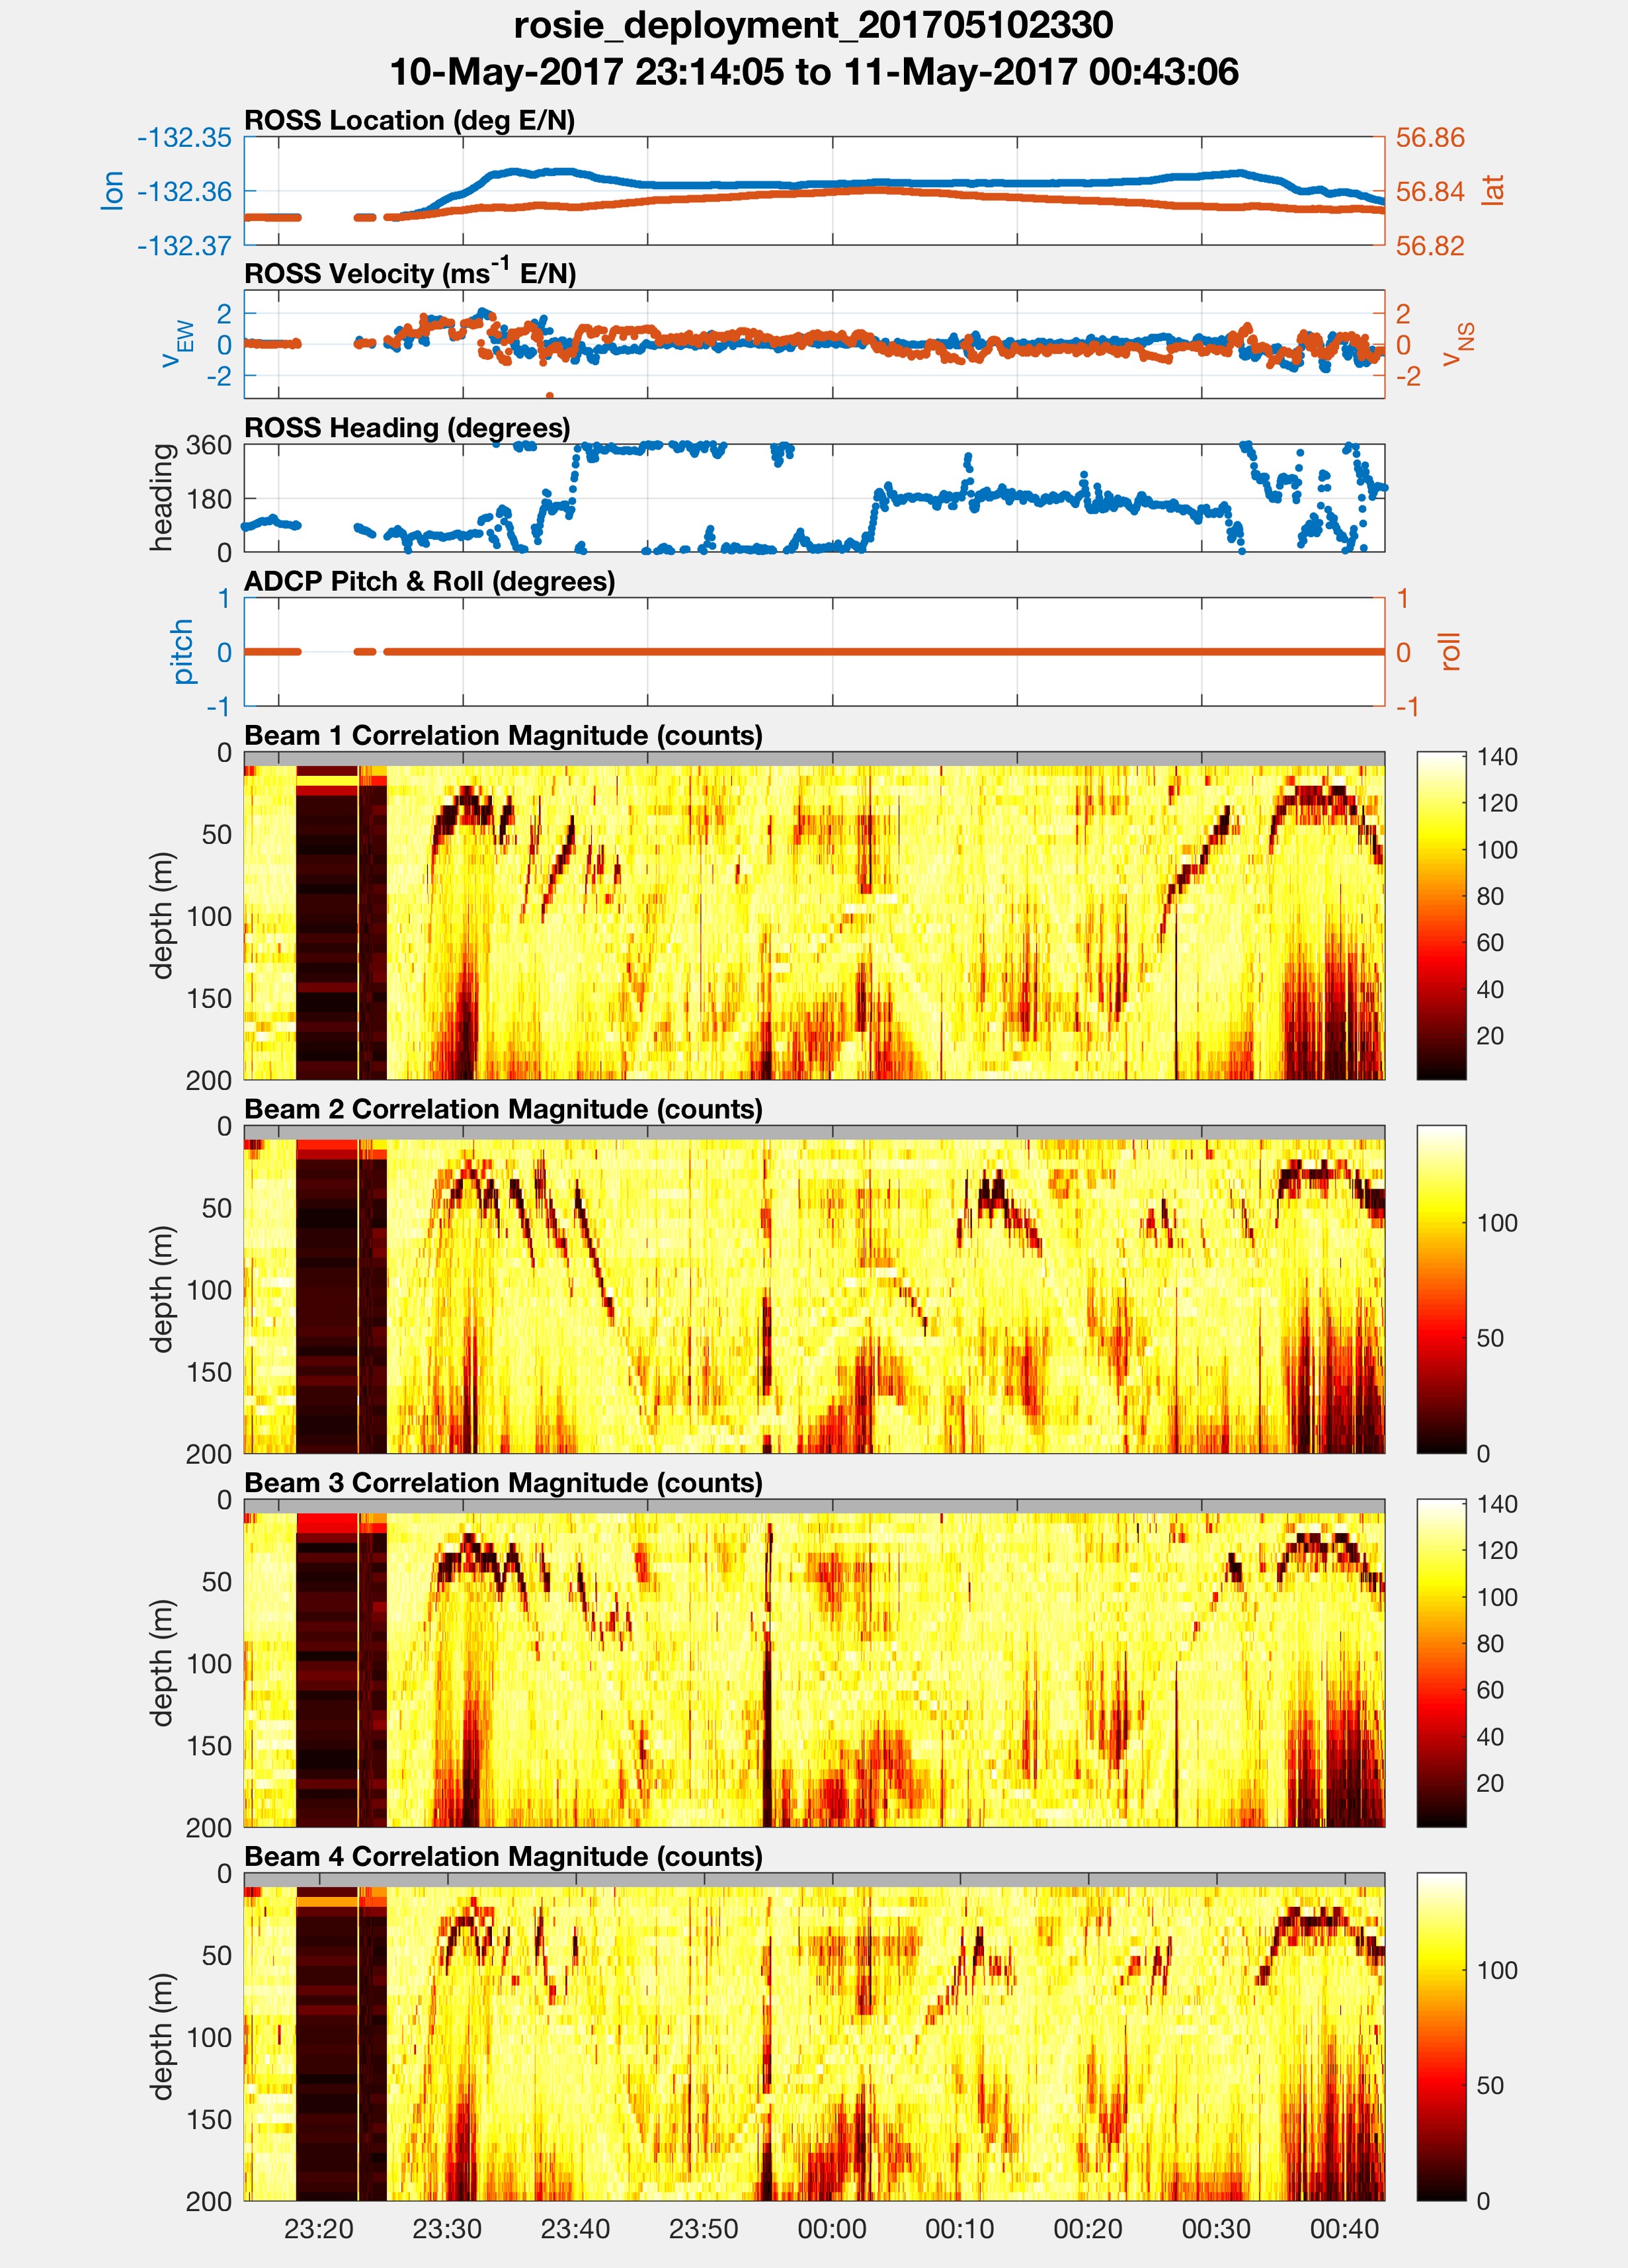 rosie_deployment_201705102330
10-May-2017 23:14:05 to 11-May-2017 00:43:06
ROSS Location (deg E/N)
-132.35
-132.36
-132.37
lon
56.86
56.84
56.82
lat
ROSS Velocity (ms-1 E/N)
2
0
-2
vEW
2
0
-2
vNS
ROSS Heading (degrees)
360
180
0
heading
ADCP Pitch & Roll (degrees)
1
0
-1
pitch
1
0
-1
roll
Beam 1 Correlation Magnitude (counts)
0
50
100
150
200
depth (m)
140
120
100
80
60
40
20
Beam 2 Correlation Magnitude (counts)
0
50
100
150
200
depth (m)
100
50
0
Beam 3 Correlation Magnitude (counts)
0
50
100
150
200
depth (m)
140
120
100
80
60
40
20
Beam 4 Correlation Magnitude (counts)
0
50
100
150
200
depth (m)
100
50
0
23:20 23:30 23:40 23:50 00:00 00:10 00:20 00:30 00:40